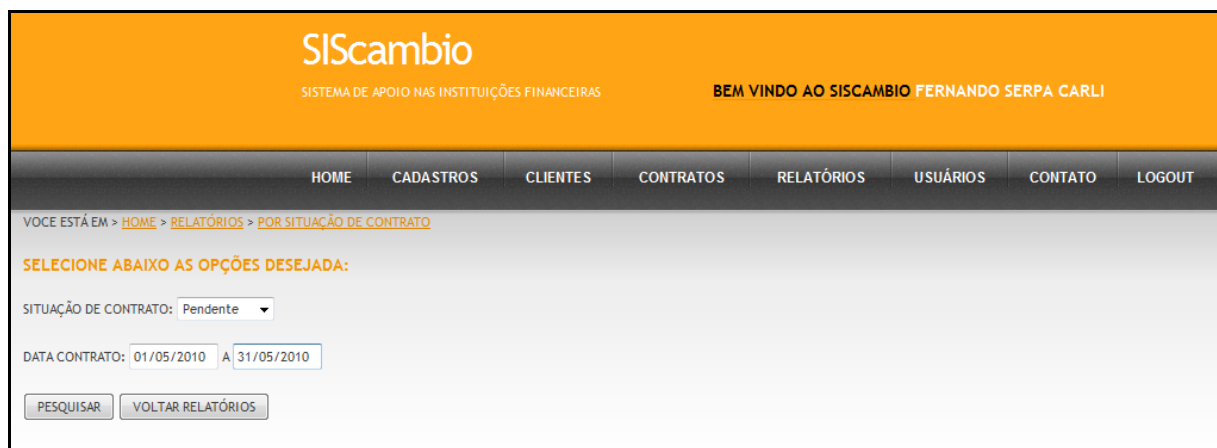 SIScambio
SISTEMA DE APOIO NAS INSTITUIÇÕES FINANCEIRAS BEM VINDO AO SISCAMBIO FERNANDO SERPA CARLI
HOME CADASTROS CLIENTES CONTRATOS RELATÓRIOS USUÁRIOS CONTATO LOGOUT
VOCE ESTÁ EM > HOME > RELATÓRIOS > POR SITUAÇÃO DE CONTRATO
SELECIONE ABAIXO AS OPÇÕES DESEJADA:
SITUAÇÃO DE CONTRATO: Pendente
DATA CONTRATO: 01/05/2010 A 31/05/2010
PESQUISAR VOLTAR RELATÓRIOS